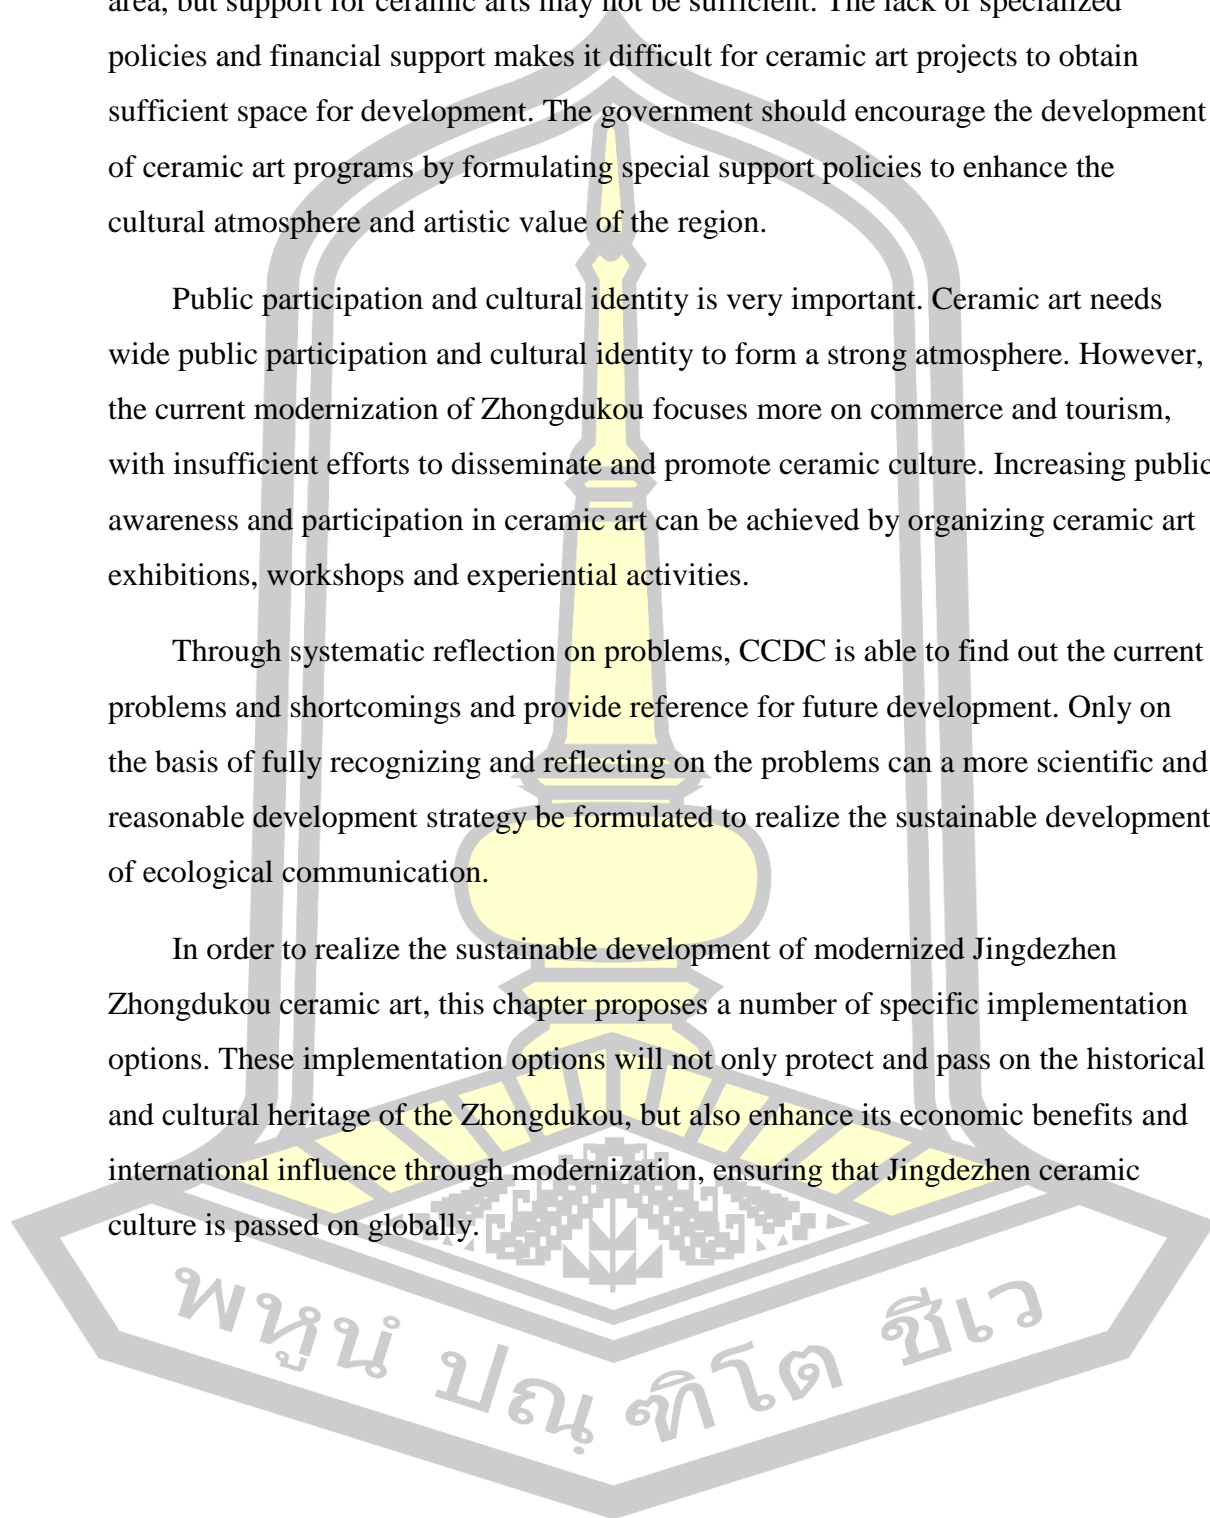 area, but support for ceramic arts may not be sufficient. The lack of specialized
policies and financial support makes it difficult for ceramic art projects to obtain
sufficient space for development. The government should encourage the development
of ceramic art programs by formulating special support policies to enhance the
cultural atmosphere and artistic value of the region.
Public participation and cultural identity is very important. Ceramic art needs
wide public participation and cultural identity to form a strong atmosphere. However,
the current modernization of Zhongdukou focuses more on commerce and tourism,
with insufficient efforts to disseminate and promote ceramic culture. Increasing public
awareness and participation in ceramic art can be achieved by organizing ceramic art
exhibitions, workshops and experiential activities.
Through systematic reflection on problems, CCDC is able to find out the current
problems and shortcomings and provide reference for future development. Only on
the basis of fully recognizing and reflecting on the problems can a more scientific and
reasonable development strategy be formulated to realize the sustainable development
of ecological communication.
In order to realize the sustainable development of modernized Jingdezhen
Zhongdukou ceramic art, this chapter proposes a number of specific implementation
options. These implementation options will not only protect and pass on the historical
and cultural heritage of the Zhongdukou, but also enhance its economic benefits and
international influence through modernization, ensuring that Jingdezhen ceramic
culture is passed on globally.
พหูนํ ปณฺ ฑิโต ชีเว